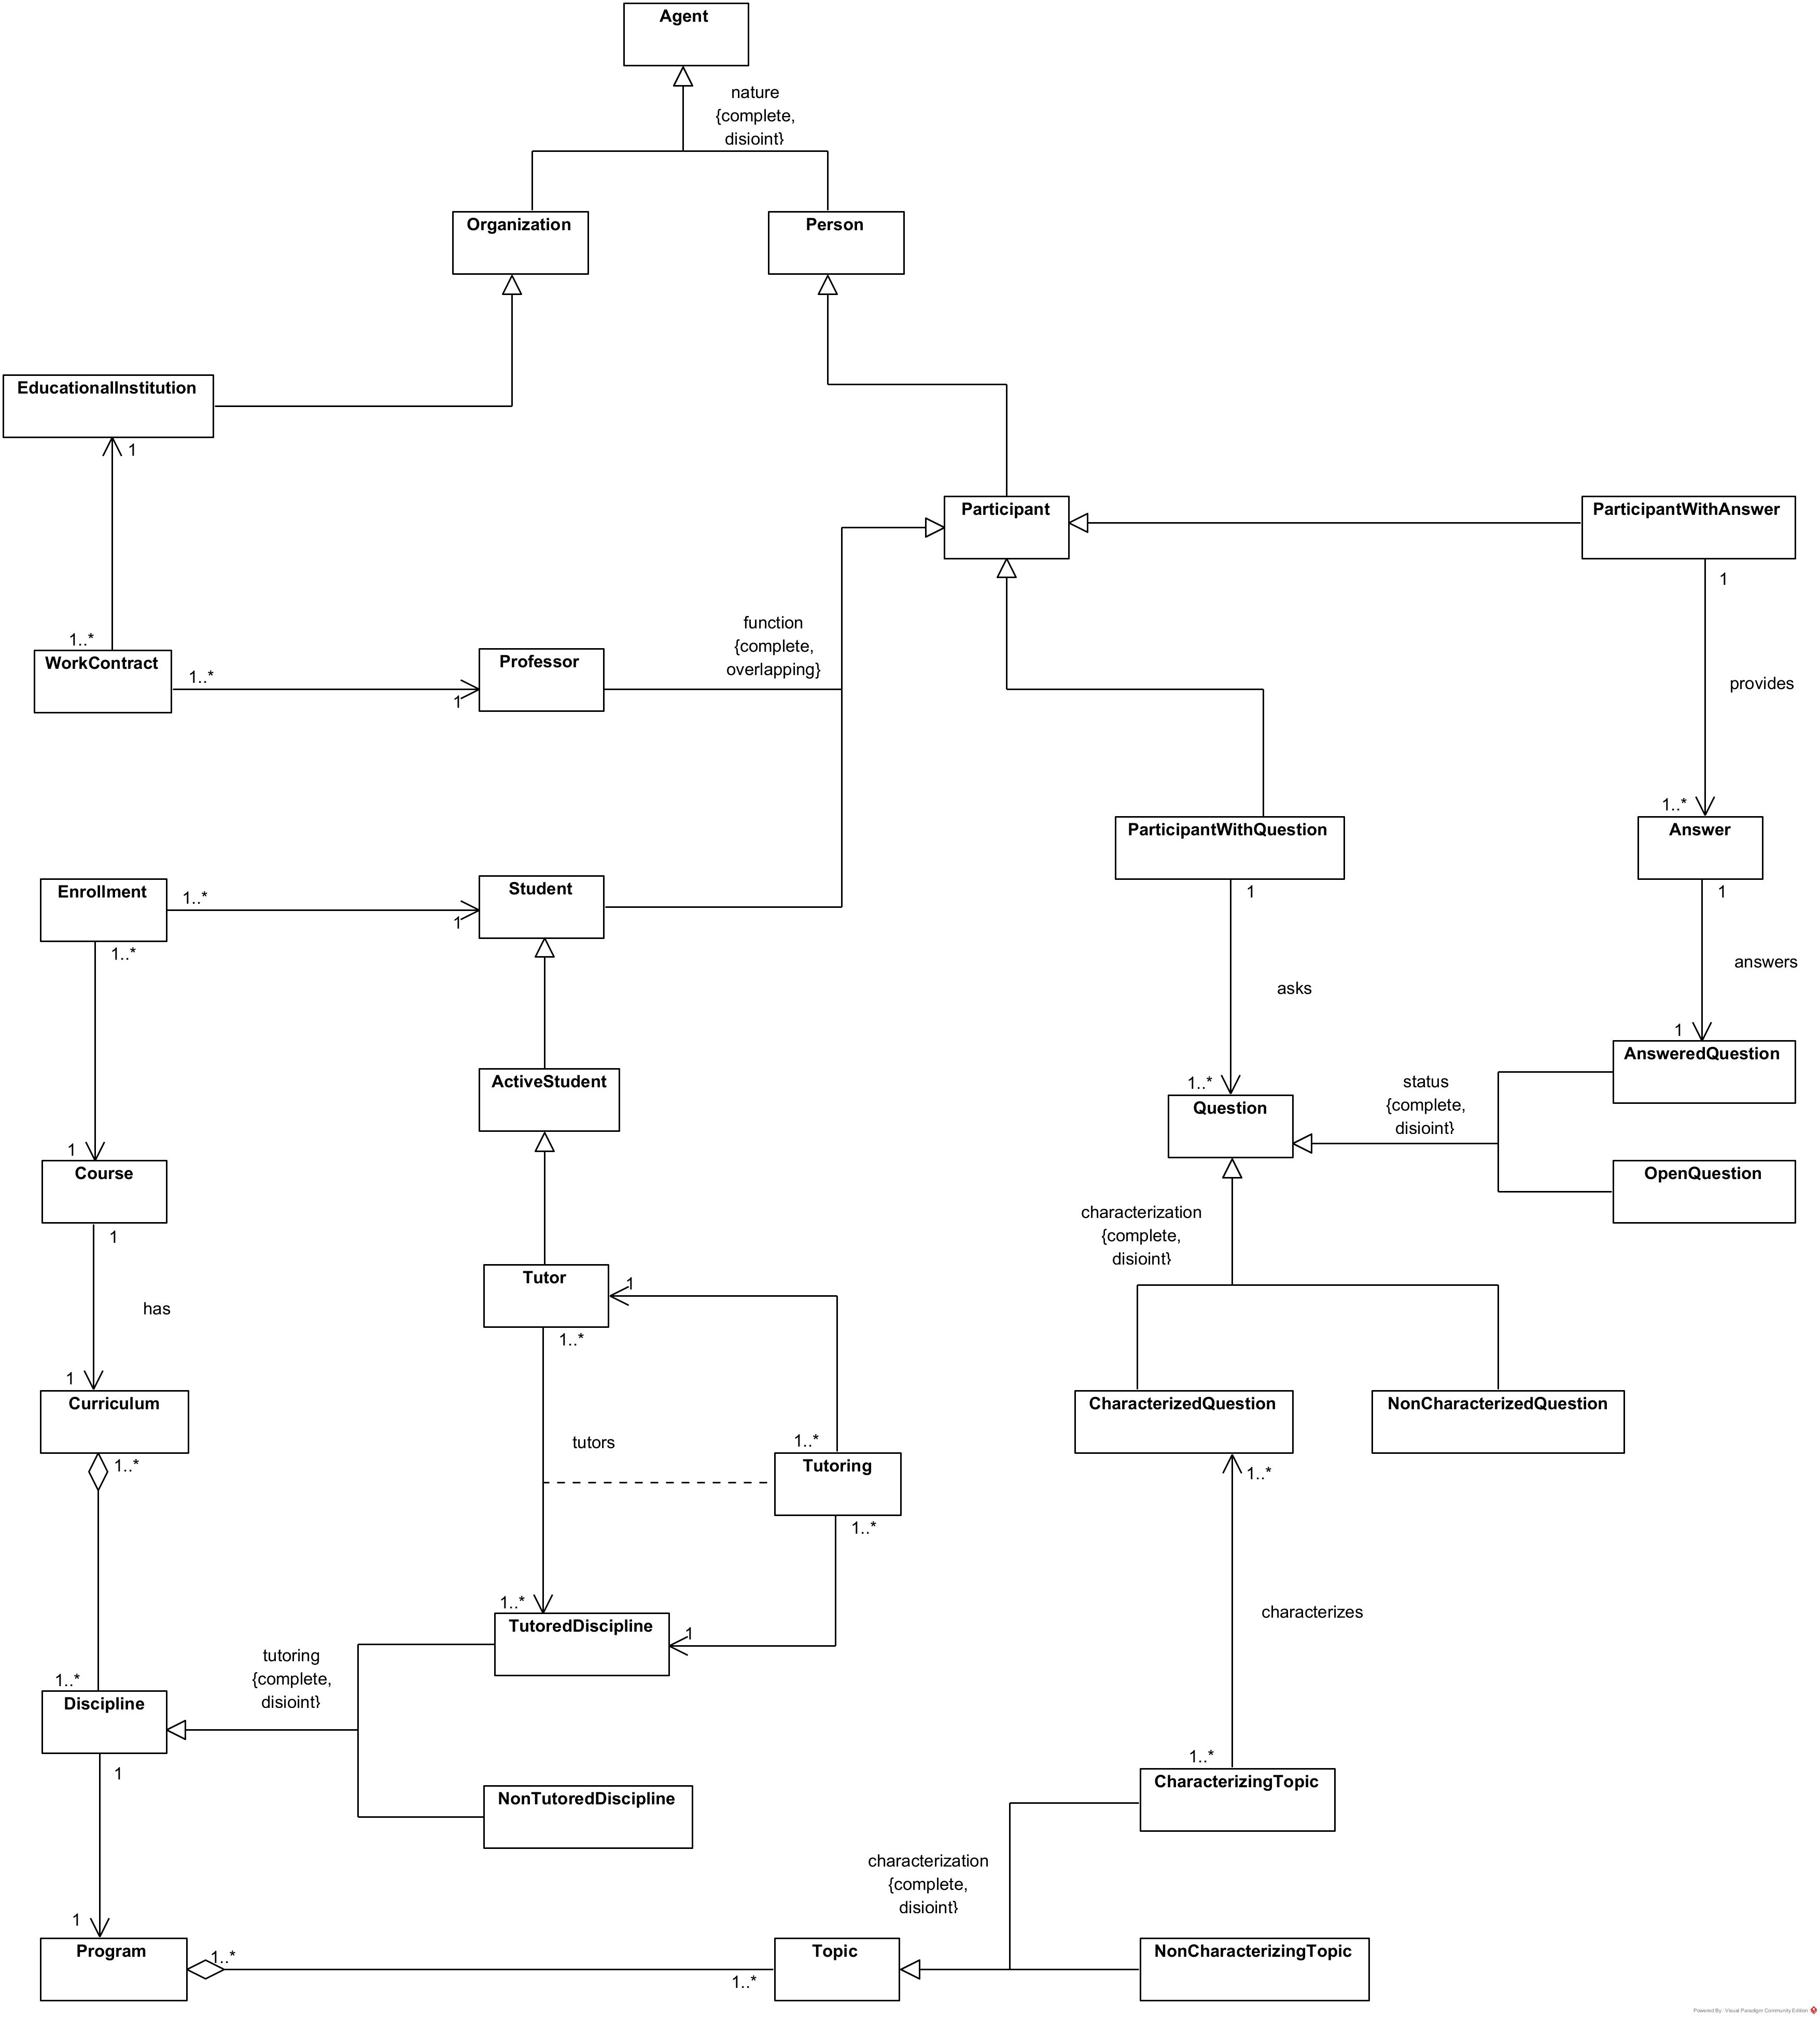 Agent
nature
{complete,
disioint}
Organization
Person
EducationalInstitution
1
Participant
ParticipantWithAnswer
1
function
{complete,
overlapping}
1..*
WorkContract
1..*
Professor
1
provides
1..*
ParticipantWithQuestion
Answer
1
1
Enrollment
1..*
Student
1
1..*
answers
asks
1
AnsweredQuestion
ActiveStudent
status
{complete,
disioint}
1..*
Question
1
Course
OpenQuestion
1
characterization
{complete,
disioint}
Tutor
1
has
1..*
1
Curriculum
CharacterizedQuestion
NonCharacterizedQuestion
tutors
1..*
1..*
Tutoring
1..*
1..*
1..*
characterizes
TutoredDiscipline
1
tutoring
{complete,
disioint}
1..*
Discipline
1..*
1
CharacterizingTopic
NonTutoredDiscipline
characterization
{complete,
disioint}
1
Program
1..*
1..*
Topic
NonCharacterizingTopic
Powered By: Visual Paradigm Community Edition